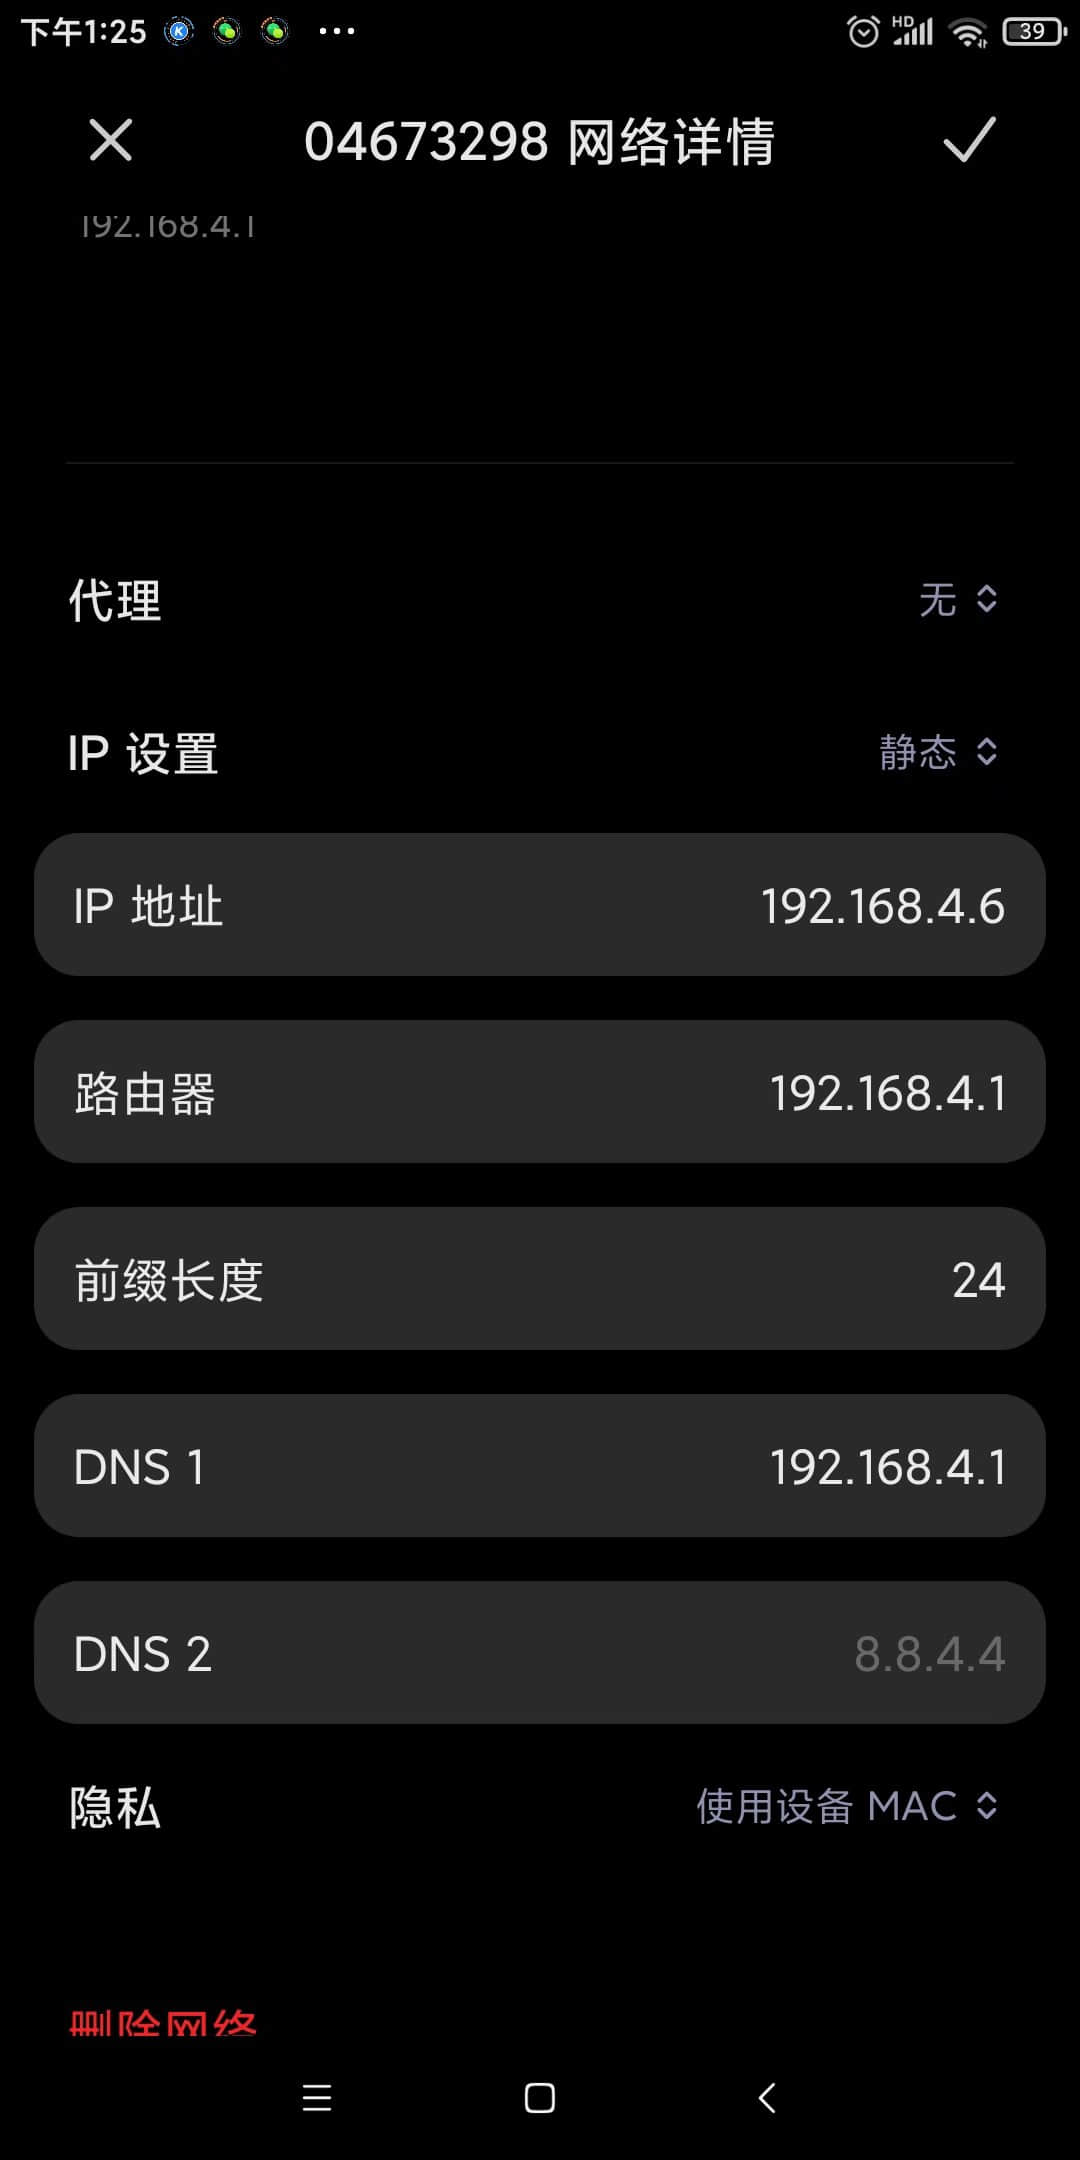 下午1:25
HD
39
04673298 网络详情
192.168.4.1
代理 无
IP 设置 静态
IP 地址 192.168.4.6
路由器 192.168.4.1
前缀长度 24
DNS 1 192.168.4.1
DNS 2 8.8.4.4
隐私 使用设备 MAC
删除网络